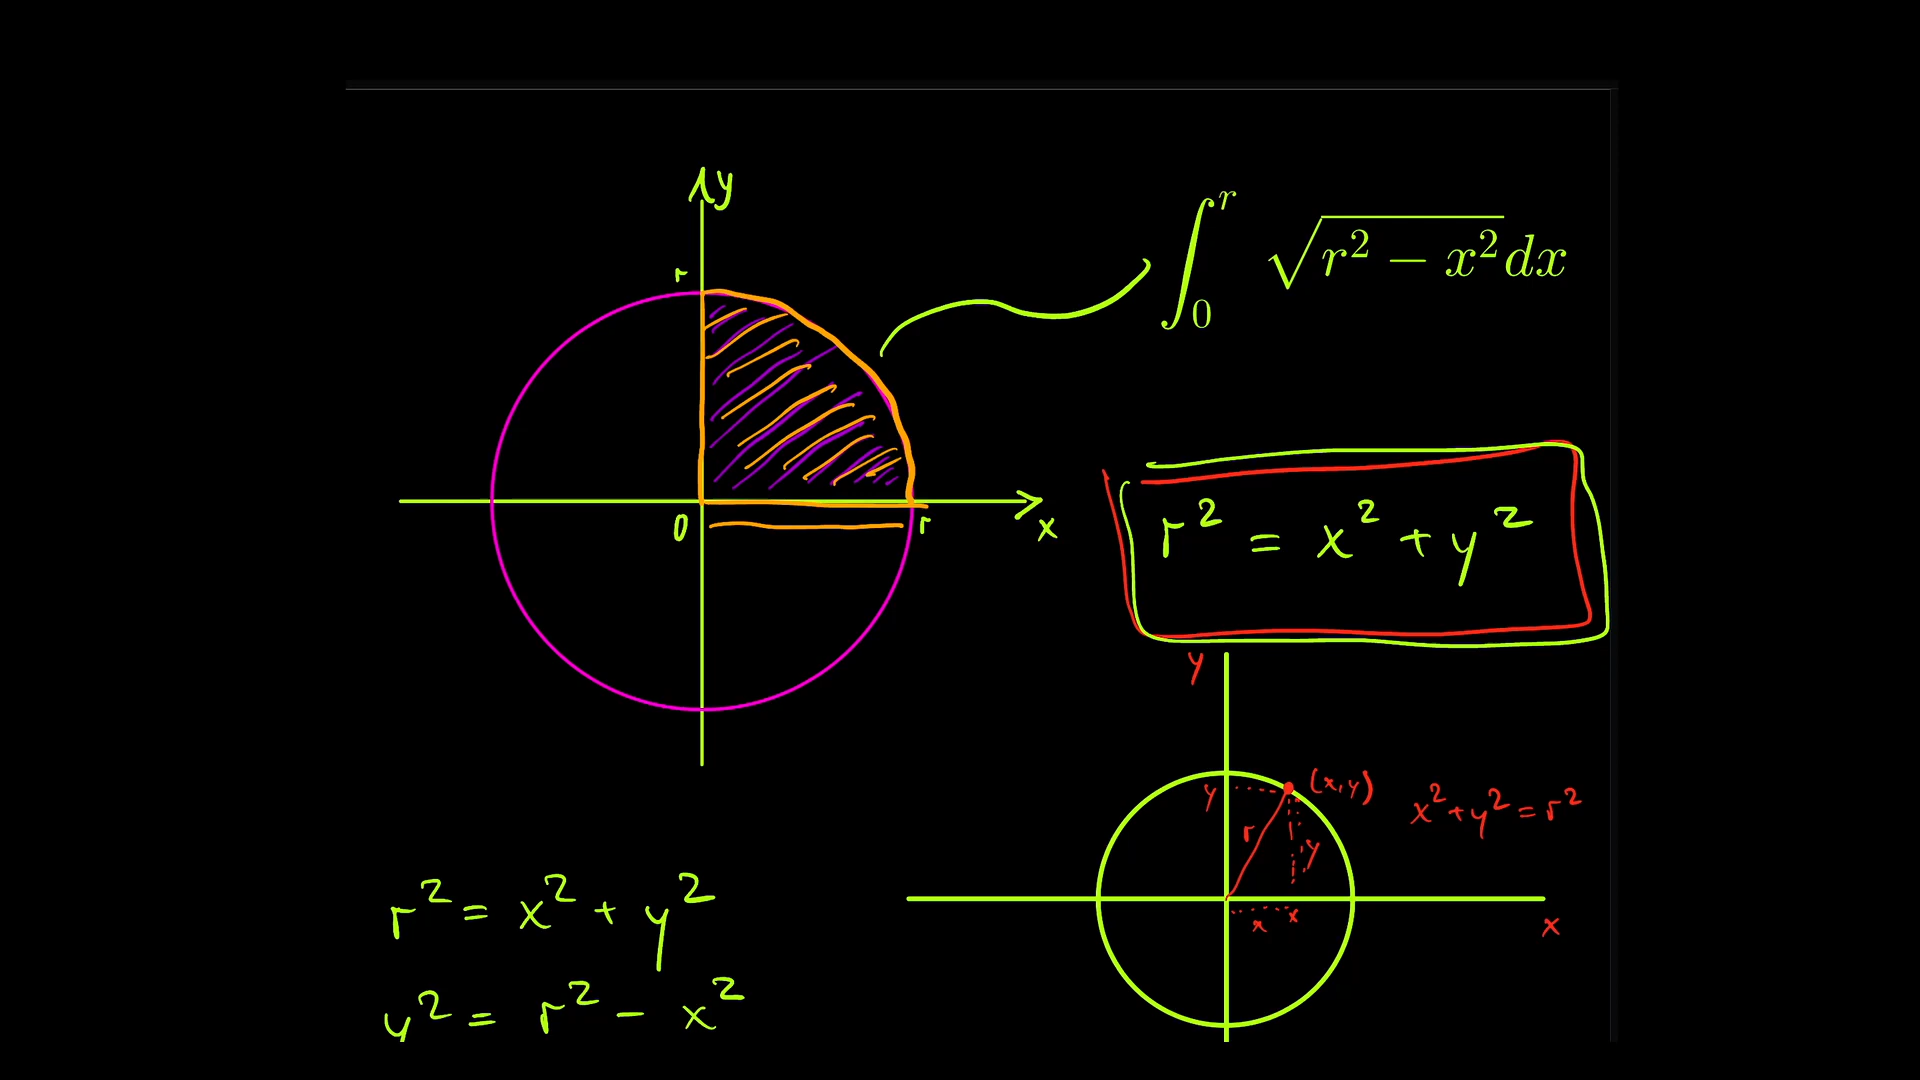 y
r
∫₀ʳ √(r² − x²) dx
0
r
x
r² = x² + y²
y
y
(x,y)
x² + y² = r²
r
y
x
x
x
r² = x² + y²
y² = r² − x²